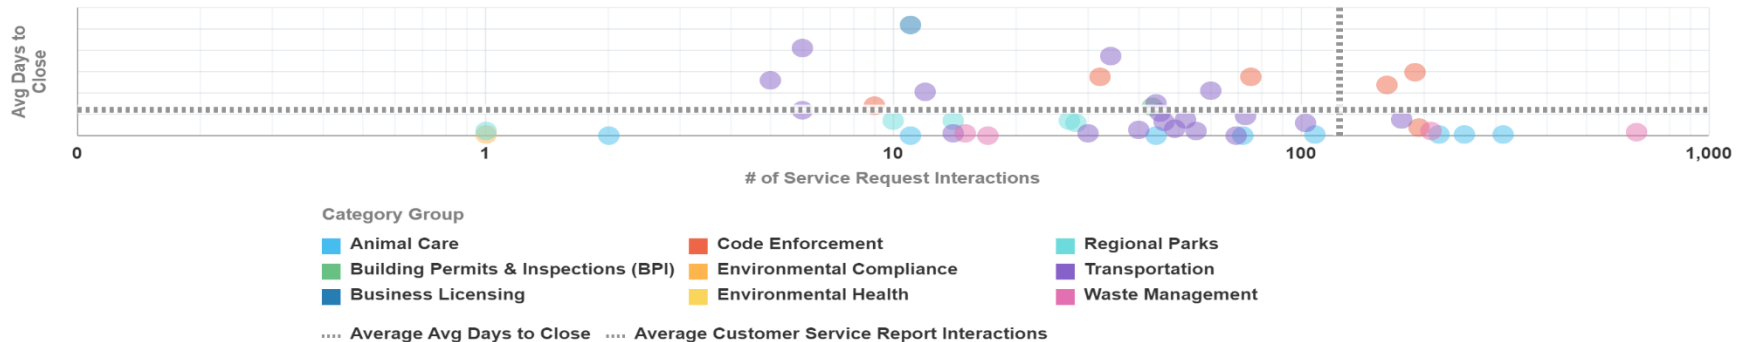 Avg Days to
Close
0 1 10 100 1,000
# of Service Request Interactions
Category Group
Animal Care Code Enforcement Regional Parks
Building Permits & Inspections (BPI) Environmental Compliance Transportation
Business Licensing Environmental Health Waste Management
Average Avg Days to Close Average Customer Service Report Interactions